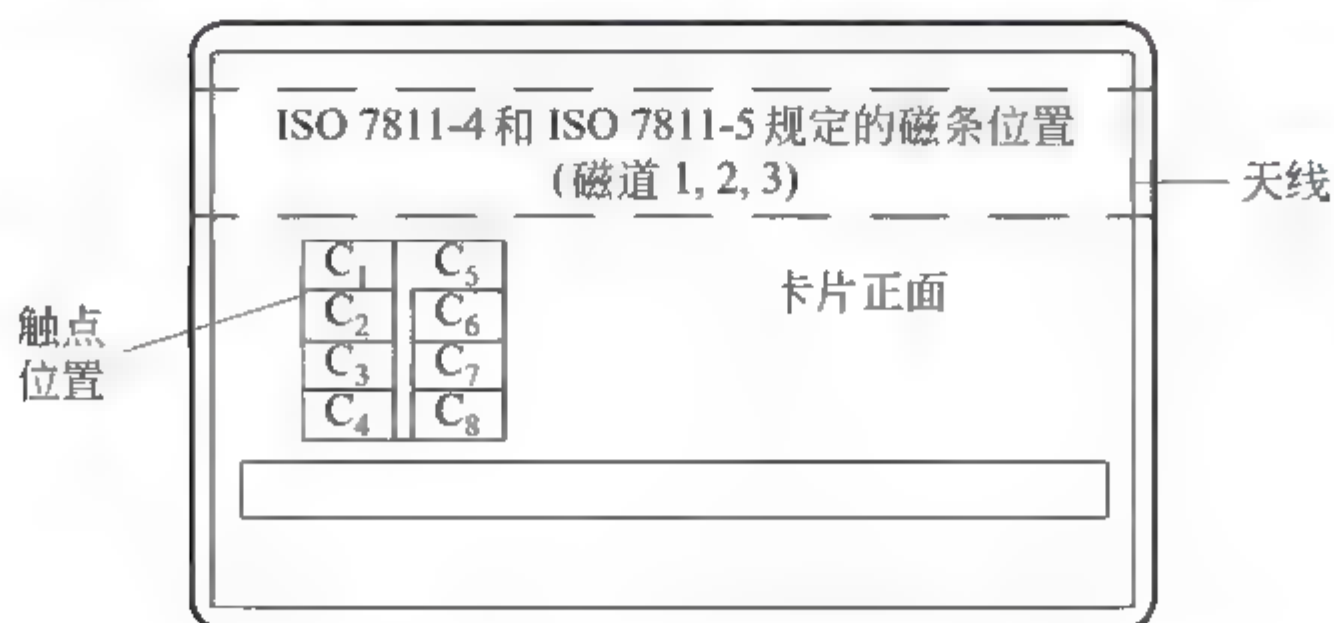 ISO 7811-4和 ISO 7811-5规定的磁条位置
(磁道 1, 2, 3)
天线
C1 C5
卡片正面
C2 C6
触点
位置
C3 C7
C4 C8